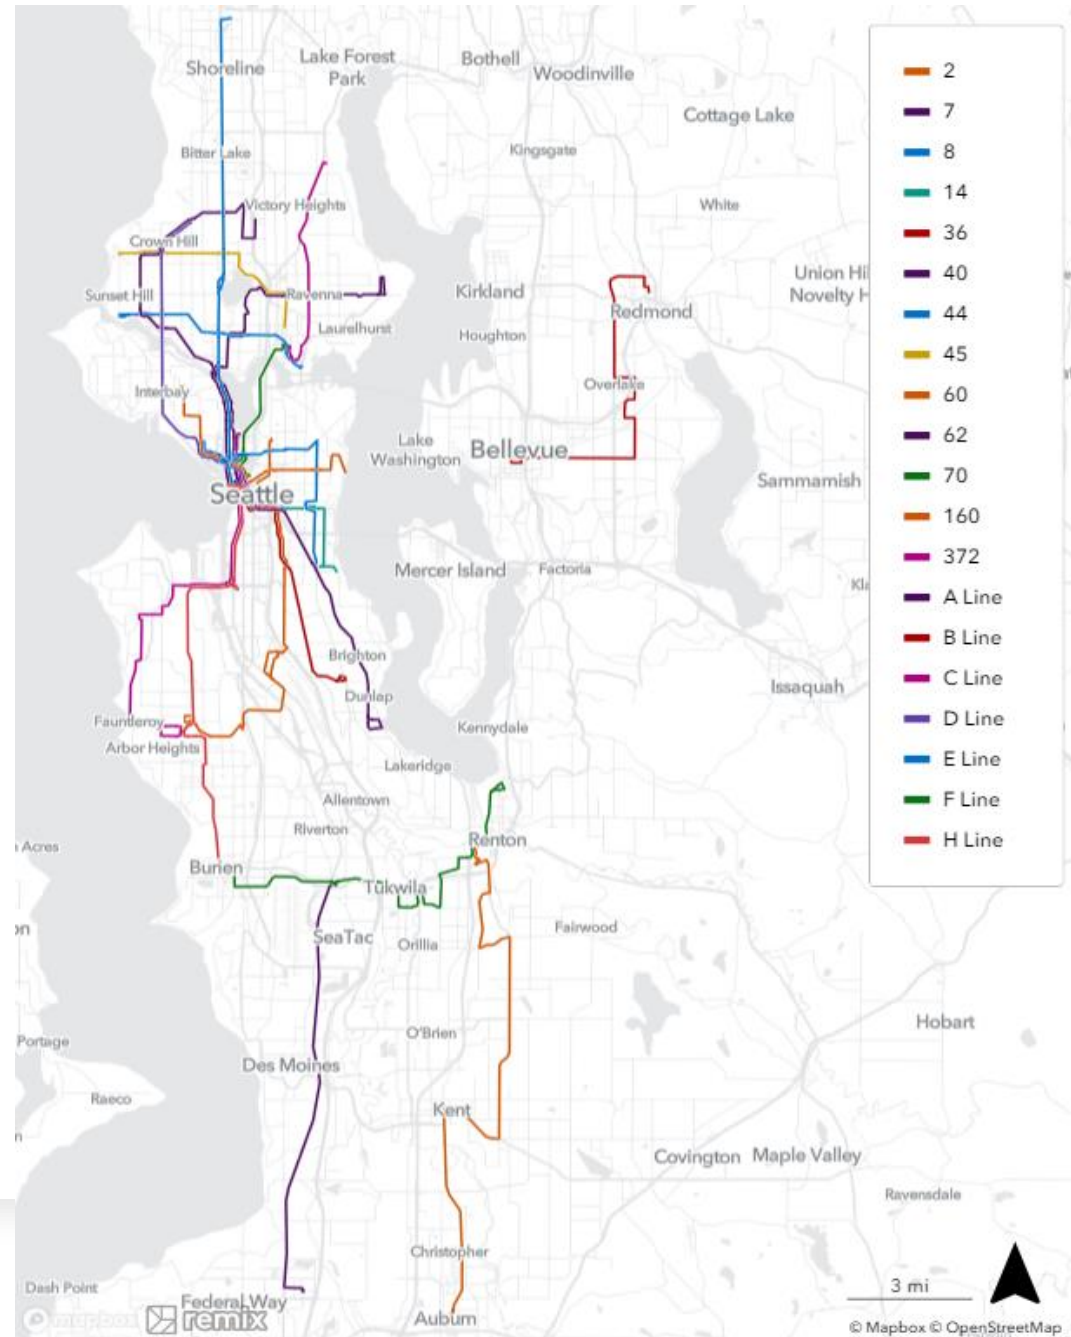 Shoreline
Lake Forest
Park
Bothell
Woodinville
Cottage Lake
Bitter Lake
Kingsgate
Victory Heights
White
Crown Hill
Union Hil
Novelty H
Sunset Hill
Ravenna
Kirkland
Redmond
Laurelhurst
Houghton
Interbay
Overlake
Lake
Washington
Bellevue
Sammamish
Seattle
Mercer Island
Factoria
Kla
Brighton
Issaquah
Dunlap
Fauntleroy
Kennydale
Arbor Heights
Lakeridge
Allentown
Riverton
Renton
Acres
Burien
Tukwila
Fairwood
on
SeaTac
Orillia
Hobart
O'Brien
Portage
Des Moines
Raeco
Kent
Covington
Maple Valley
Ravensdale
Christopher
Dash Point
Federal Way
Auburn
mapbox
remix
2
7
8
14
36
40
44
45
60
62
70
160
372
A Line
B Line
C Line
D Line
E Line
F Line
H Line
3 mi
© Mapbox © OpenStreetMap